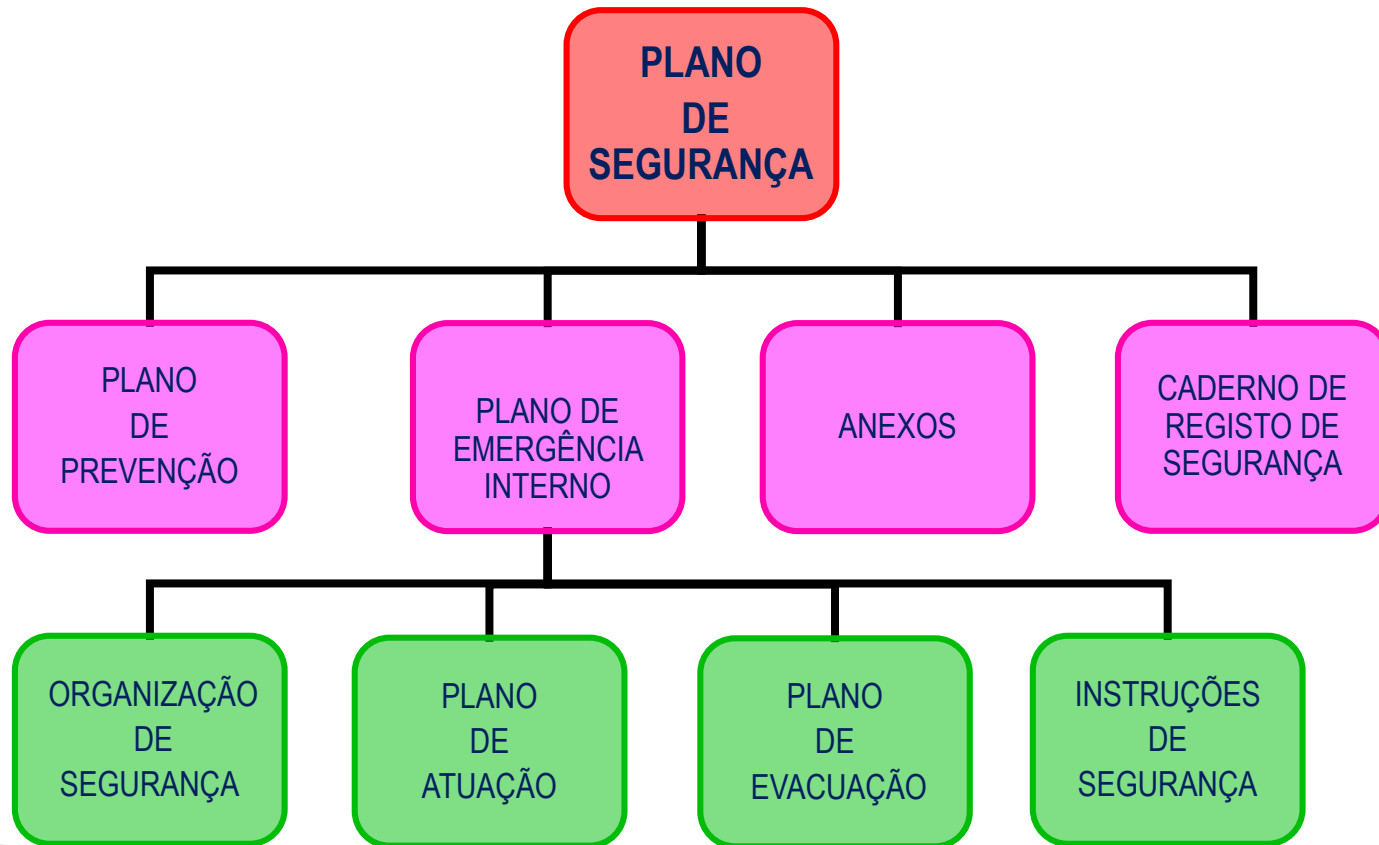 PLANO
DE
SEGURANÇA
PLANO
DE
PREVENÇÃO
PLANO DE
EMERGÊNCIA
INTERNO
ANEXOS
CADERNO DE
REGISTO DE
SEGURANÇA
ORGANIZAÇÃO
DE
SEGURANÇA
PLANO
DE
ATUAÇÃO
PLANO
DE
EVACUAÇÃO
INSTRUÇÕES
DE
SEGURANÇA